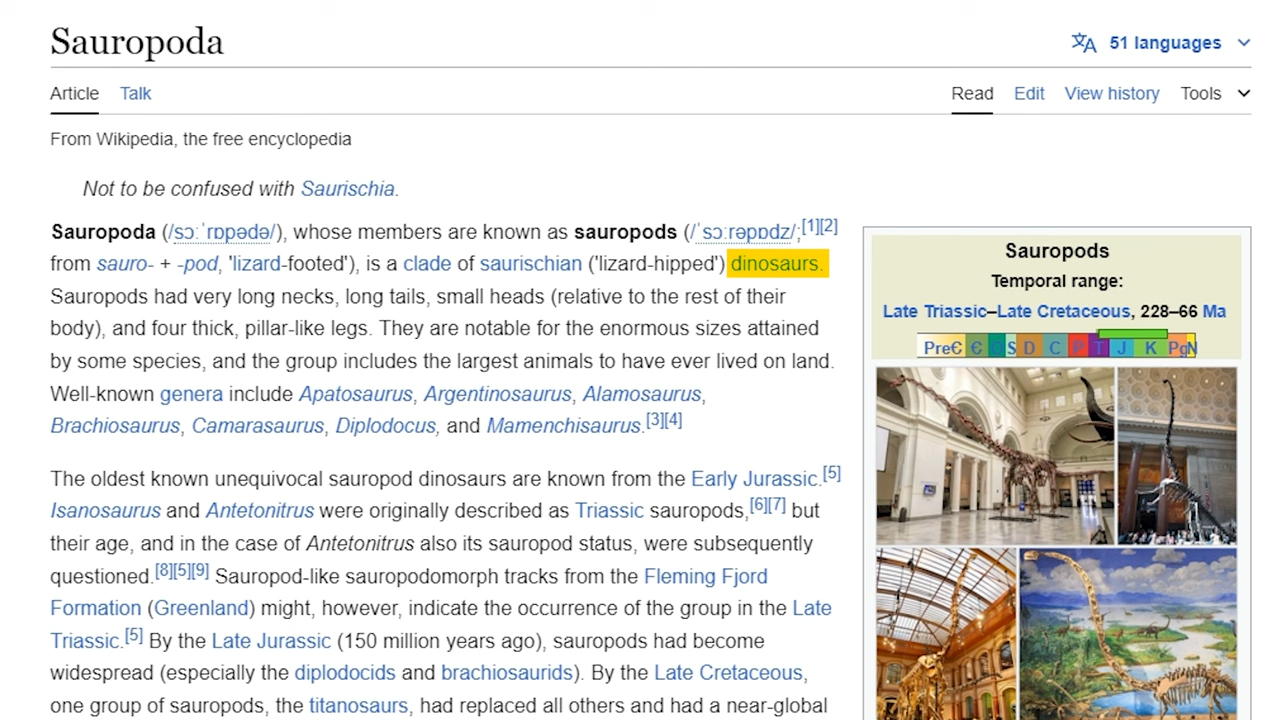 Sauropoda
51 languages
Article Talk Read Edit View history Tools
From Wikipedia, the free encyclopedia
Not to be confused with Saurischia.
Sauropoda (/sɔːˈrɒpədə/), whose members are known as sauropods (/ˈsɔːrəpɒdz/;[1][2]
from sauro- + -pod, 'lizard-footed'), is a clade of saurischian ('lizard-hipped') dinosaurs.
Sauropods had very long necks, long tails, small heads (relative to the rest of their
body), and four thick, pillar-like legs. They are notable for the enormous sizes attained
by some species, and the group includes the largest animals to have ever lived on land.
Well-known genera include Apatosaurus, Argentinosaurus, Alamosaurus,
Brachiosaurus, Camarasaurus, Diplodocus, and Mamenchisaurus.[3][4]
The oldest known unequivocal sauropod dinosaurs are known from the Early Jurassic.[5]
Isanosaurus and Antetonitrus were originally described as Triassic sauropods,[6][7] but
their age, and in the case of Antetonitrus also its sauropod status, were subsequently
questioned.[8][5][9] Sauropod-like sauropodomorph tracks from the Fleming Fjord
Formation (Greenland) might, however, indicate the occurrence of the group in the Late
Triassic.[5] By the Late Jurassic (150 million years ago), sauropods had become
widespread (especially the diplodocids and brachiosaurids). By the Late Cretaceous,
one group of sauropods, the titanosaurs, had replaced all others and had a near-global
Sauropods
Temporal range:
Late Triassic–Late Cretaceous, 228–66 Ma
PreꞒ Ꞓ O S D C P T J K Pg N